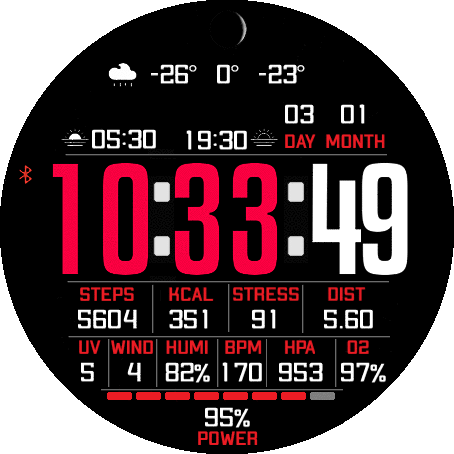 -26° 0° -23°
03 01
05:30 19:30 DAY MONTH
10:33:49
STEPS KCAL STRESS DIST
5604 351 91 5.60
UV WIND HUMI BPM HPA O2
5 4 82% 170 953 97%
95%
POWER